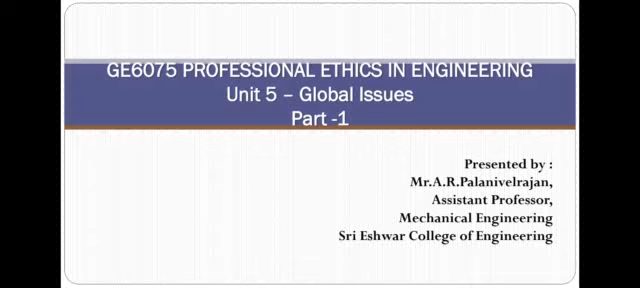 GE6075 PROFESSIONAL ETHICS IN ENGINEERING
Unit 5 – Global Issues
Part -1
Presented by :
Mr.A.R.Palanivelrajan,
Assistant Professor,
Mechanical Engineering
Sri Eshwar College of Engineering